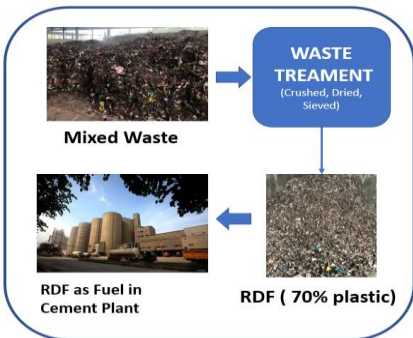 WASTE
TREAMENT
(Crushed, Dried,
Sieved)
Mixed Waste
RDF ( 70% plastic)
RDF as Fuel in
Cement Plant